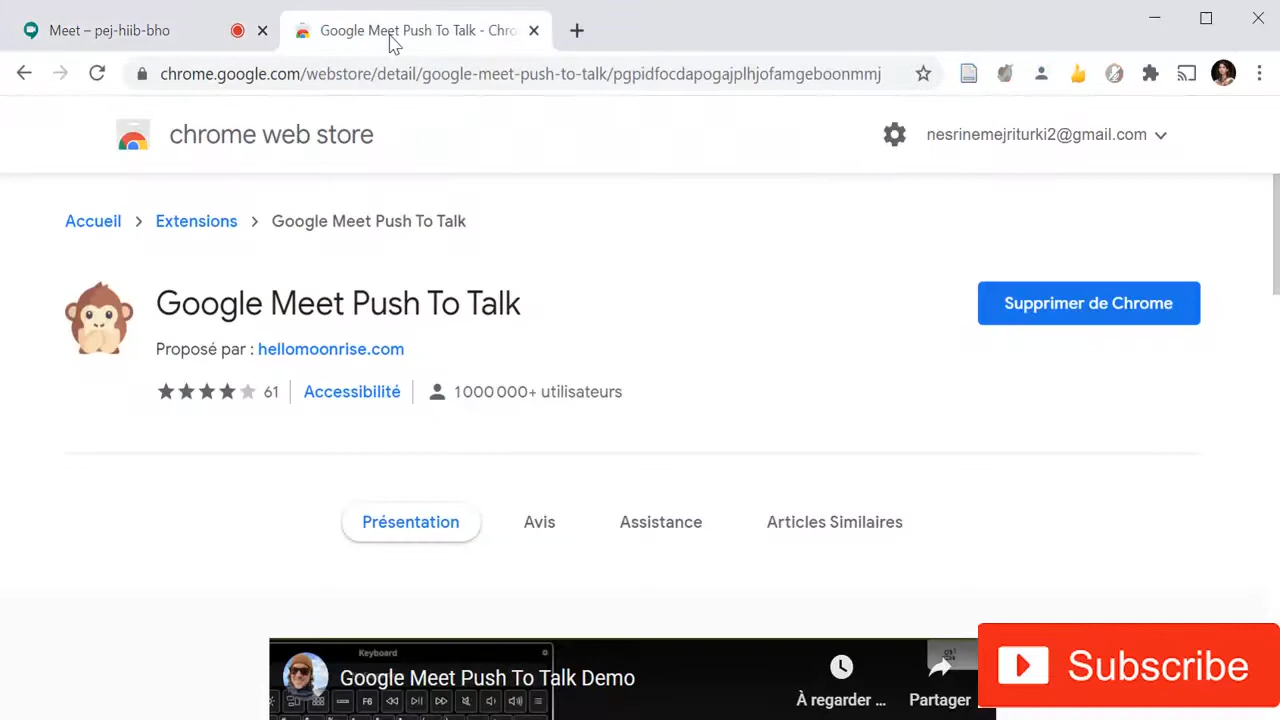 Meet – pej-hiib-bho
Google Meet Push To Talk - Chro
chrome.google.com/webstore/detail/google-meet-push-to-talk/pgpidfocdapogajplhjofamgeboonmmj
chrome web store
nesrinemejriturki2@gmail.com
Accueil > Extensions > Google Meet Push To Talk
Google Meet Push To Talk
Supprimer de Chrome
Proposé par : hellomoonrise.com
61 Accessibilité 1 000 000+ utilisateurs
Présentation Avis Assistance Articles Similaires
Keyboard
Google Meet Push To Talk Demo
À regarder ... Partager
F6
Subscribe